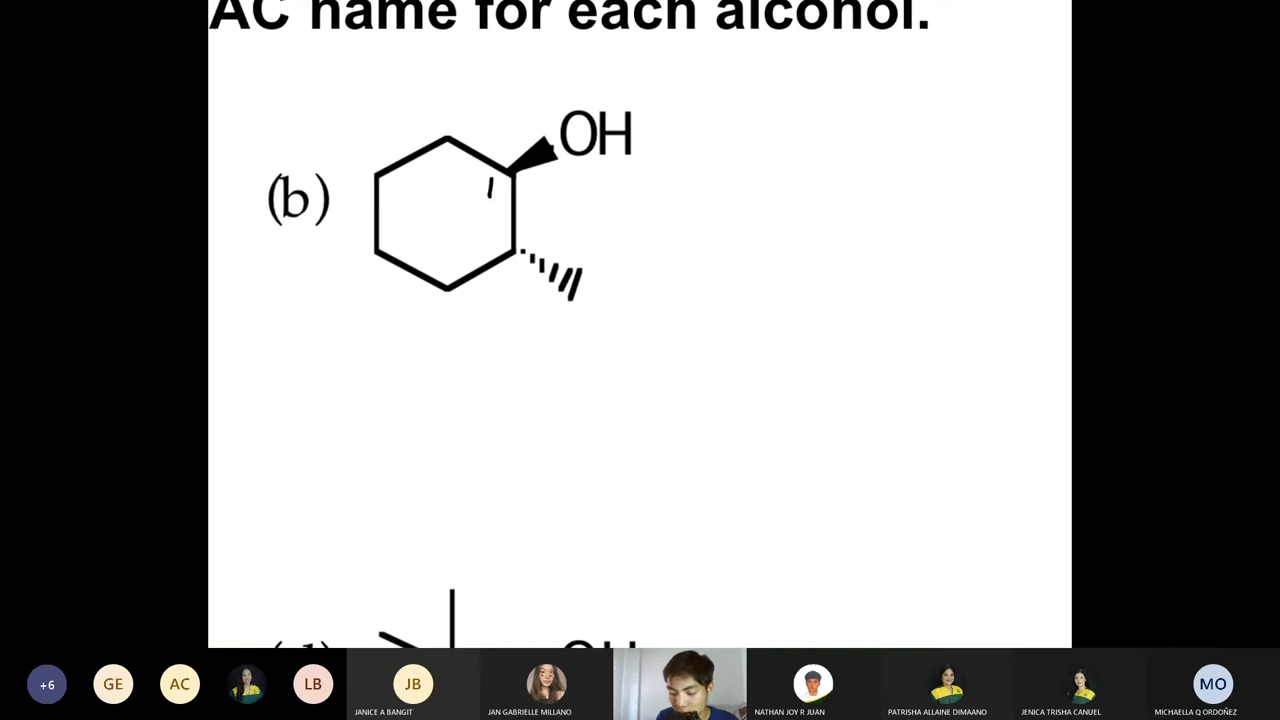 AC name for each alcohol.
OH
(b)
1
OH
+6
GE
AC
LB
JB
MO
JANICE A BANGIT
JAN GABRIELLE MILLANO
NATHAN JOY R JUAN
PATRISHA ALLAINE DIMAANO
JENICA TRISHA CANUEL
MICHAELLA Q ORDOÑEZ